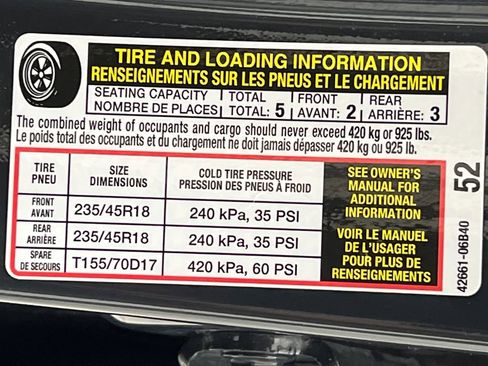 TIRE AND LOADING INFORMATION
RENSEIGNEMENTS SUR LES PNEUS ET LE CHARGEMENT
SEATING CAPACITY TOTAL FRONT REAR
NOMBRE DE PLACES TOTAL: 5 AVANT: 2 ARRIÈRE: 3
The combined weight of occupants and cargo should never exceed 420 kg or 925 lbs.
Le poids total des occupants et du chargement ne doit jamais dépasser 420 kg ou 925 lb.
TIRE SIZE COLD TIRE PRESSURE
PNEU DIMENSIONS PRESSION DES PNEUS À FROID
FRONT
AVANT 235/45R18 240 kPa, 35 PSI
REAR
ARRIÈRE 235/45R18 240 kPa, 35 PSI
SPARE
DE SECOURS T155/70D17 420 kPa, 60 PSI
SEE OWNER'S
MANUAL FOR
ADDITIONAL
INFORMATION
VOIR LE MANUEL
DE L'USAGER
POUR PLUS DE
RENSEIGNEMENTS
52
42661-06B40